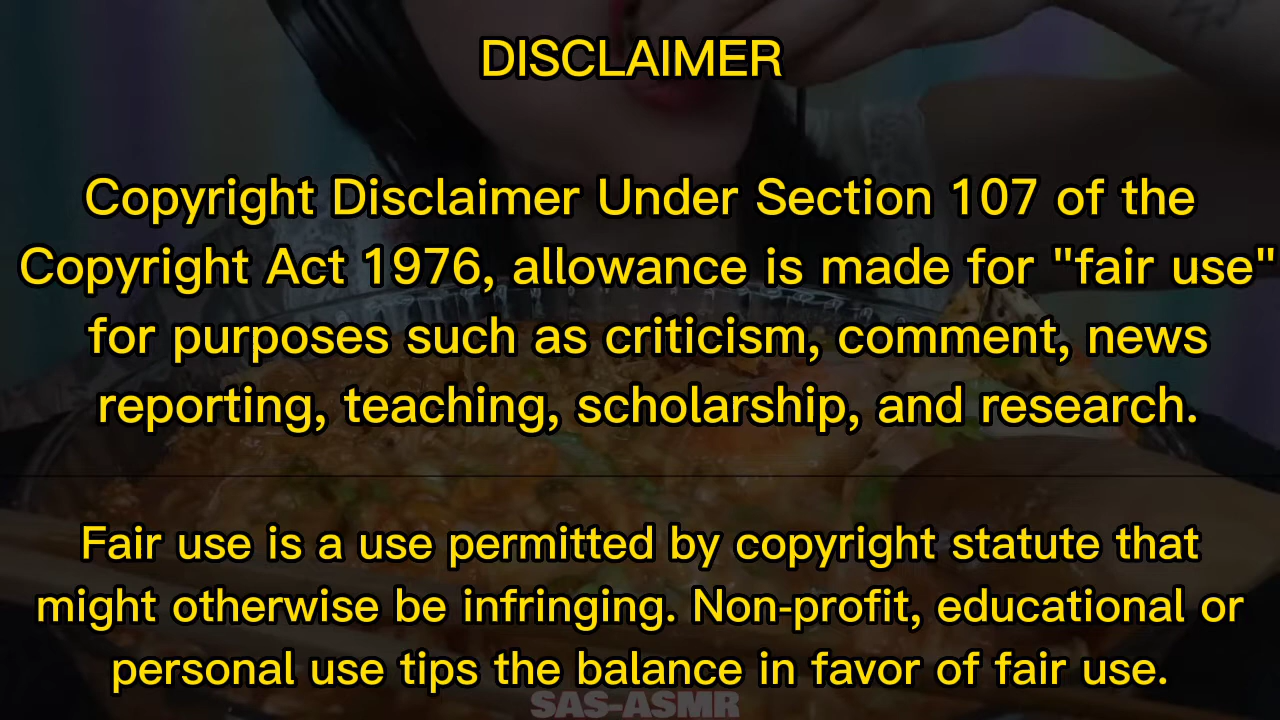 DISCLAIMER
Copyright Disclaimer Under Section 107 of the
Copyright Act 1976, allowance is made for "fair use"
for purposes such as criticism, comment, news
reporting, teaching, scholarship, and research.
Fair use is a use permitted by copyright statute that
might otherwise be infringing. Non-profit, educational or
personal use tips the balance in favor of fair use.
SAS-ASMR